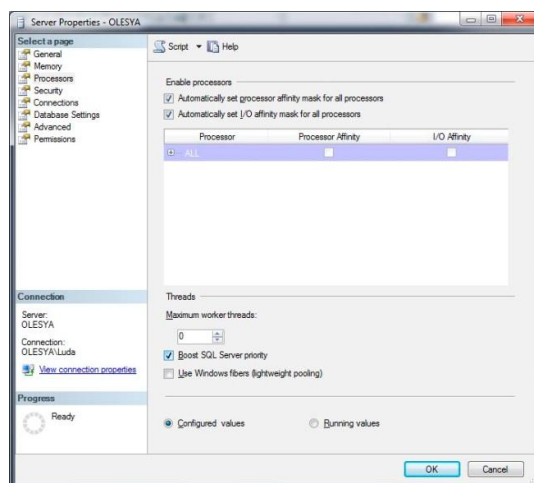 Server Properties - OLESYA
Select a page
General
Memory
Processors
Security
Connections
Database Settings
Advanced
Permissions
Script
Help
Enable processors
Automatically set processor affinity mask for all processors
Automatically set I/O affinity mask for all processors
Processor Processor Affinity I/O Affinity
ALL
Threads
Maximum worker threads:
0
Boost SQL Server priority
Use Windows fibers (lightweight pooling)
Configured values
Running values
Connection
Server:
OLESYA
Connection:
OLESYA\Luda
View connection properties
Progress
Ready
OK
Cancel